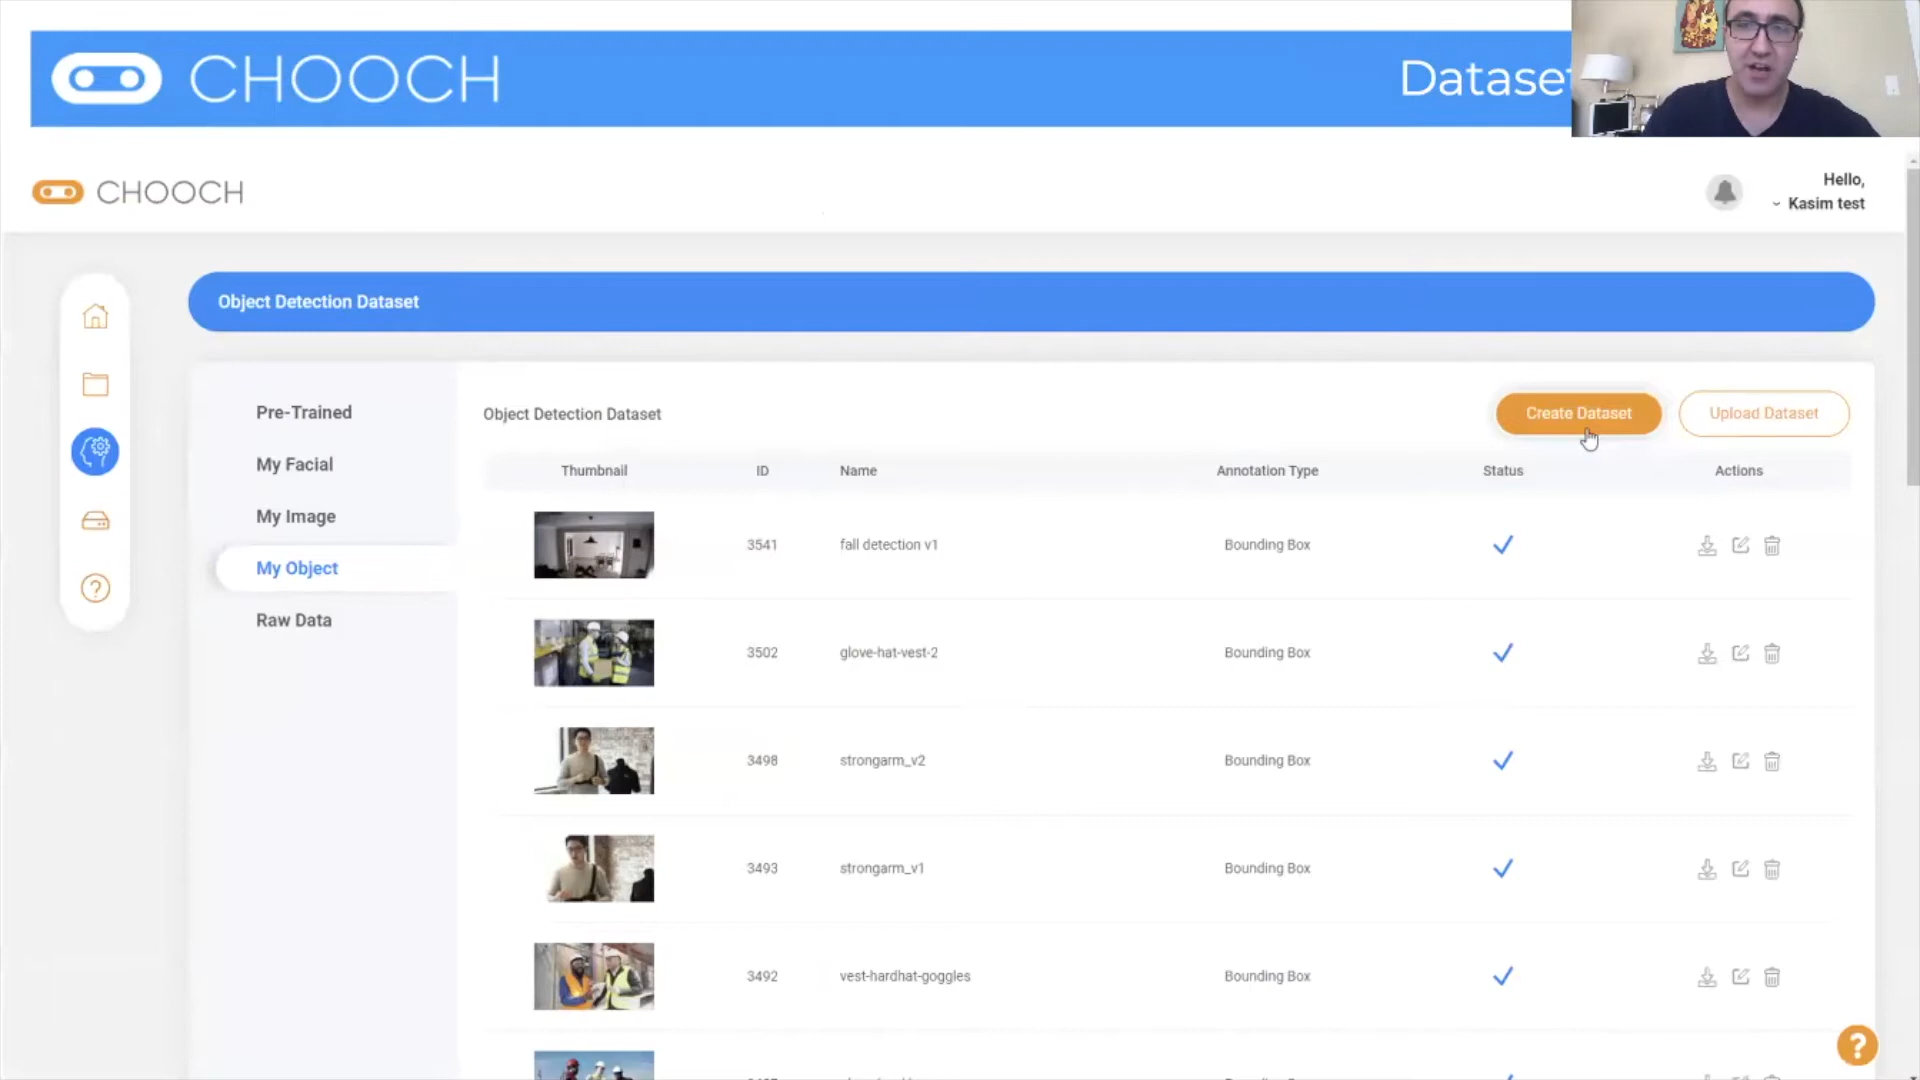 CHOOCH
CHOOCH
Hello,
Kasim test
Object Detection Dataset
Pre-Trained
My Facial
My Image
My Object
Raw Data
Object Detection Dataset
Create Dataset
Upload Dataset
Thumbnail ID Name Annotation Type Status Actions
3541 fall detection v1 Bounding Box
3502 glove-hat-vest-2 Bounding Box
3498 strongarm_v2 Bounding Box
3493 strongarm_v1 Bounding Box
3492 vest-hardhat-goggles Bounding Box
?
?